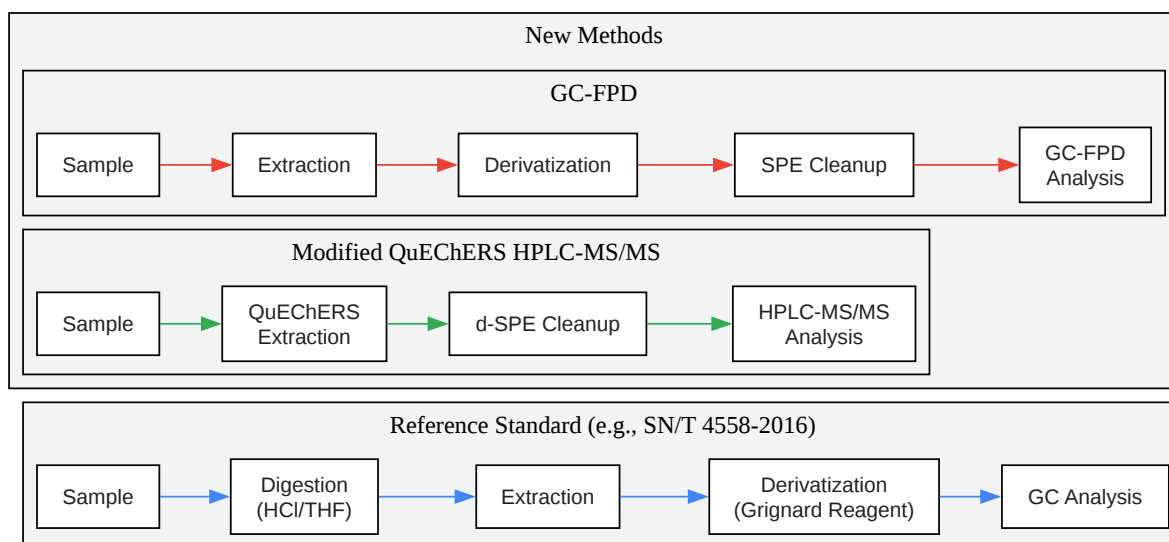 New Methods
GC-FPD
Sample
Extraction
Derivatization
SPE Cleanup
GC-FPD
Analysis
Modified QuEChERS HPLC-MS/MS
Sample
QuEChERS
Extraction
d-SPE Cleanup
HPLC-MS/MS
Analysis
Reference Standard (e.g., SN/T 4558-2016)
Sample
Digestion
(HCl/THF)
Extraction
Derivatization
(Grignard Reagent)
GC Analysis